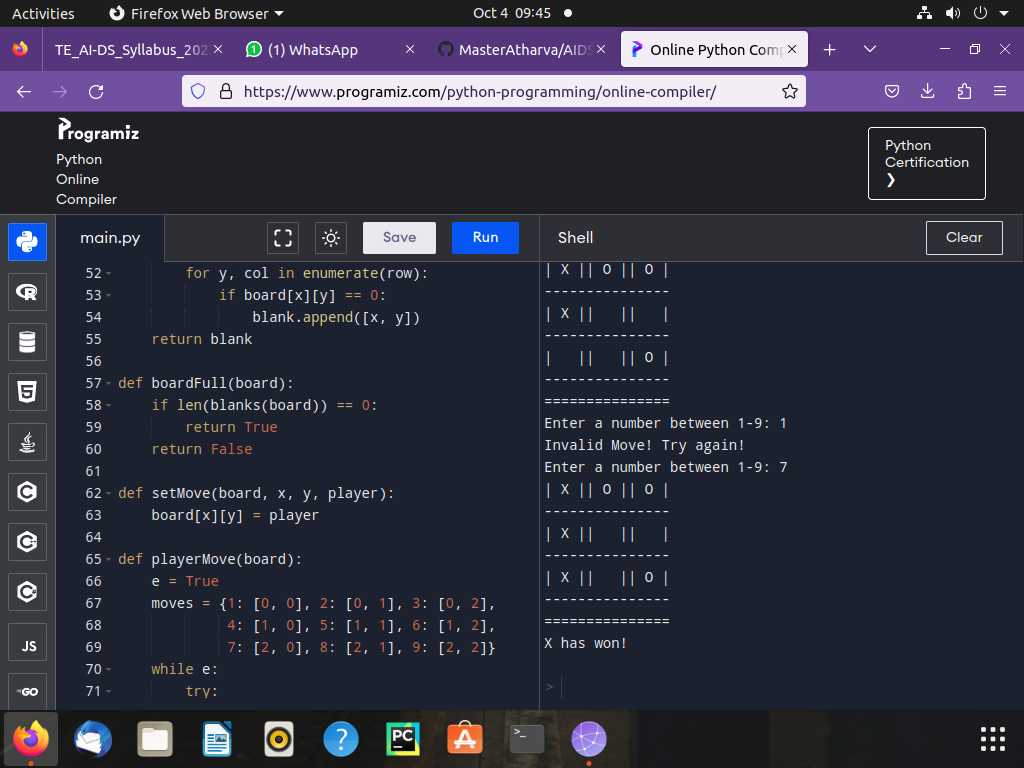 Activities
Firefox Web Browser
Oct 4 09:45
TE_AI-DS_Syllabus_202
(1) WhatsApp
MasterAtharva/AIDS
Online Python Comp
https://www.programiz.com/python-programming/online-compiler/
Programiz
Python
Online
Compiler
Python
Certification
❯
main.py
Save
Run
Shell
Clear
52 for y, col in enumerate(row):
53 if board[x][y] == 0:
54 blank.append([x, y])
55 return blank
56
57 def boardFull(board):
58 if len(blanks(board)) == 0:
59 return True
60 return False
61
62 def setMove(board, x, y, player):
63 board[x][y] = player
64
65 def playerMove(board):
66 e = True
67 moves = {1: [0, 0], 2: [0, 1], 3: [0, 2],
68 4: [1, 0], 5: [1, 1], 6: [1, 2],
69 7: [2, 0], 8: [2, 1], 9: [2, 2]}
70 while e:
71 try:
| X || O || O |
---------------
| X ||   ||   |
---------------
|   ||   || O |
---------------
===============
Enter a number between 1-9: 1
Invalid Move! Try again!
Enter a number between 1-9: 7
| X || O || O |
---------------
| X ||   ||   |
---------------
| X ||   || O |
---------------
===============
X has won!
>
R
5
C
C
C
JS
GO
?
PC
A
>_